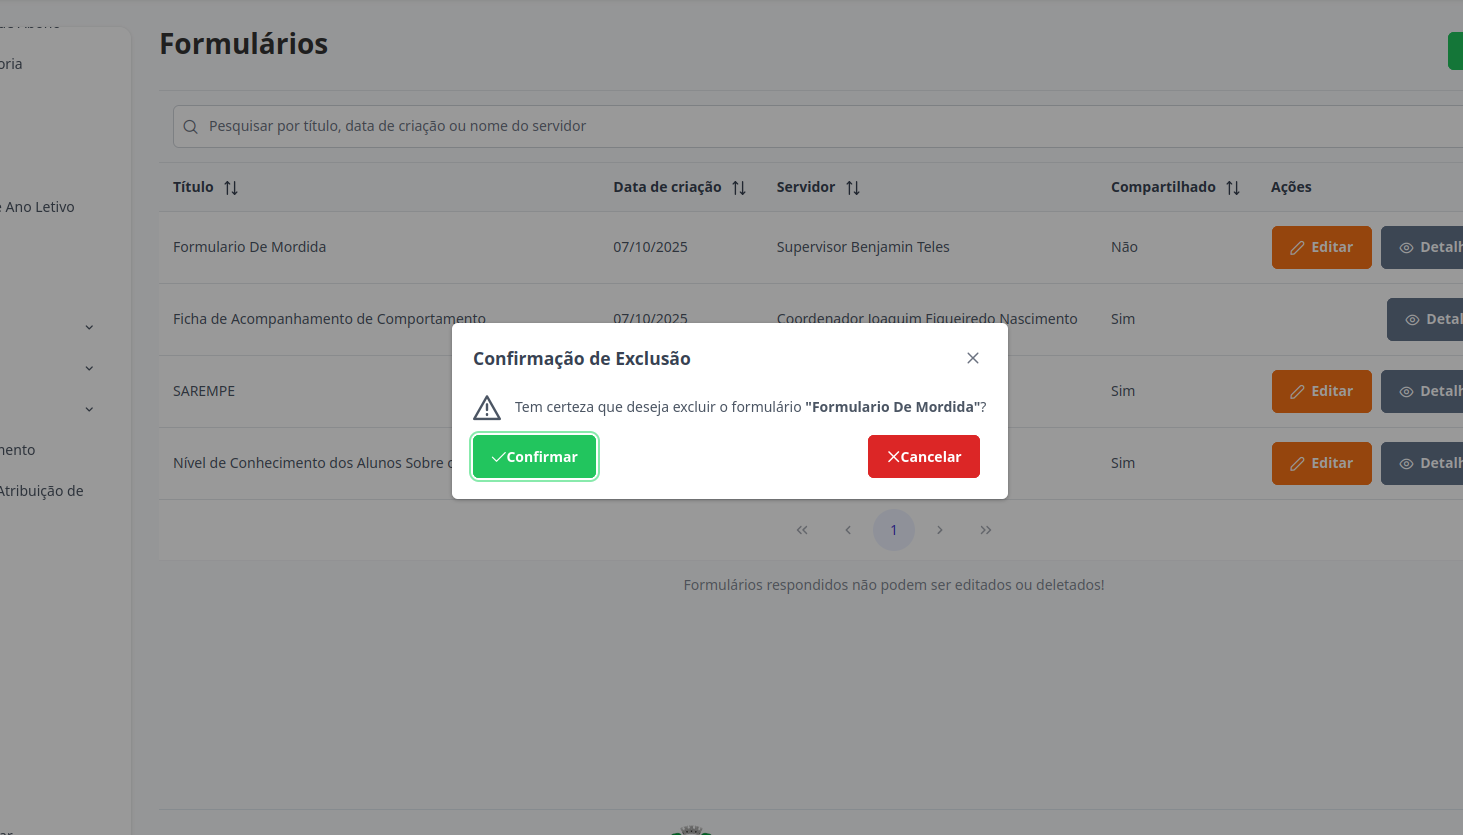 Formulários
oria
Pesquisar por título, data de criação ou nome do servidor
Título Data de criação Servidor Compartilhado Ações
e Ano Letivo
Formulario De Mordida 07/10/2025 Supervisor Benjamin Teles Não Editar Detalh
Ficha de Acompanhamento de Comportamento 07/10/2025 Coordenador Joaquim Figueiredo Nascimento Sim Detal
Confirmação de Exclusão
SAREMPE Sim Editar Detalh
Tem certeza que deseja excluir o formulário "Formulario De Mordida"?
mento
Confirmar Cancelar
Nível de Conhecimento dos Alunos Sobre Sim Editar Detalh
Atribuição de
1
Formulários respondidos não podem ser editados ou deletados!